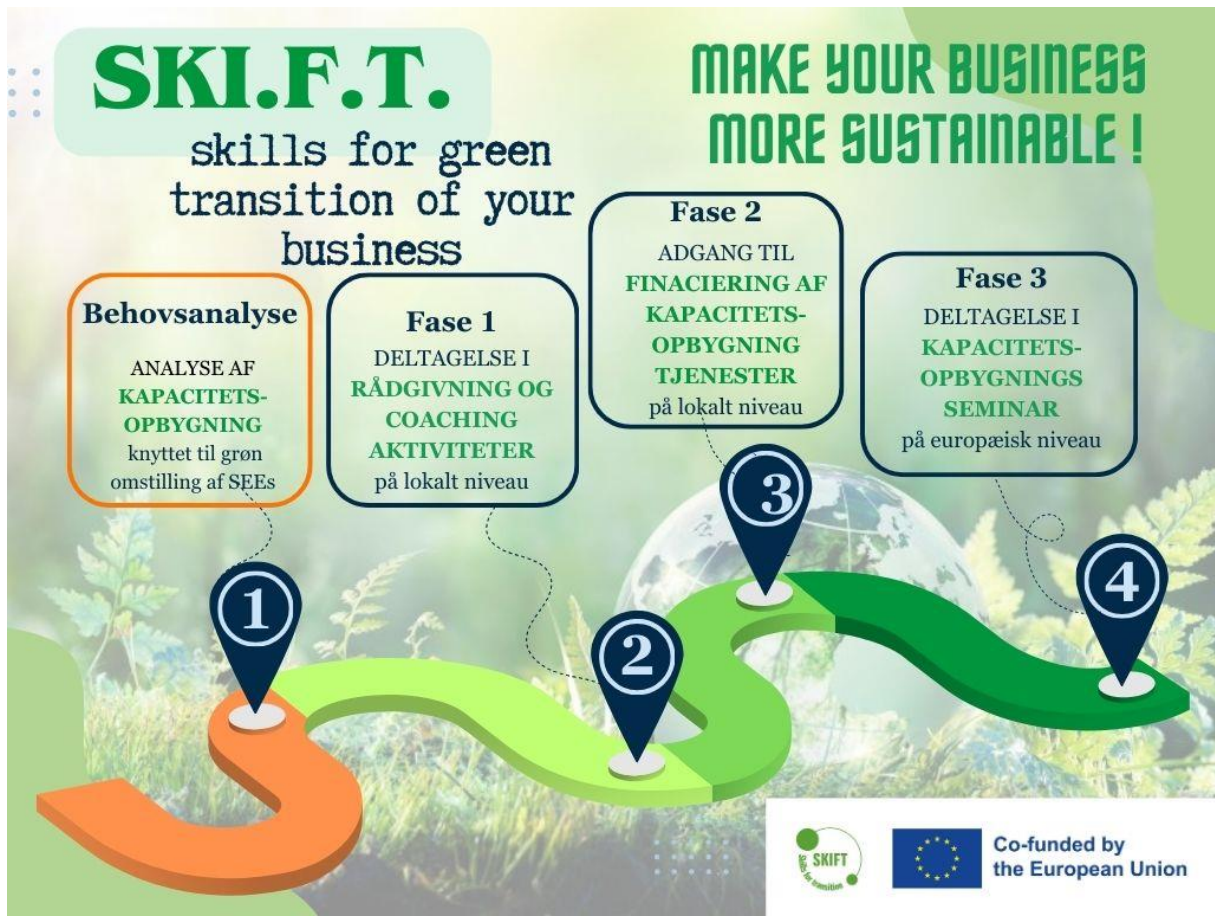 SKI.F.T.
skills for green
transition of your
business
MAKE YOUR BUSINESS
MORE SUSTAINABLE !
Behovsanalyse
ANALYSE AF
KAPACITETS-
OPBYGNING
knyttet til grøn
omstilling af SEEs
Fase 1
DELTAGELSE I
RÅDGIVNING OG
COACHING
AKTIVITETER
på lokalt niveau
Fase 2
ADGANG TIL
FINACIERING AF
KAPACITETS-
OPBYGNING
TJENESTER
på lokalt niveau
Fase 3
DELTAGELSE I
KAPACITETS-
OPBYGNINGS
SEMINAR
på europæisk niveau
1
2
3
4
SKIFT
Skills for transition
Co-funded by
the European Union